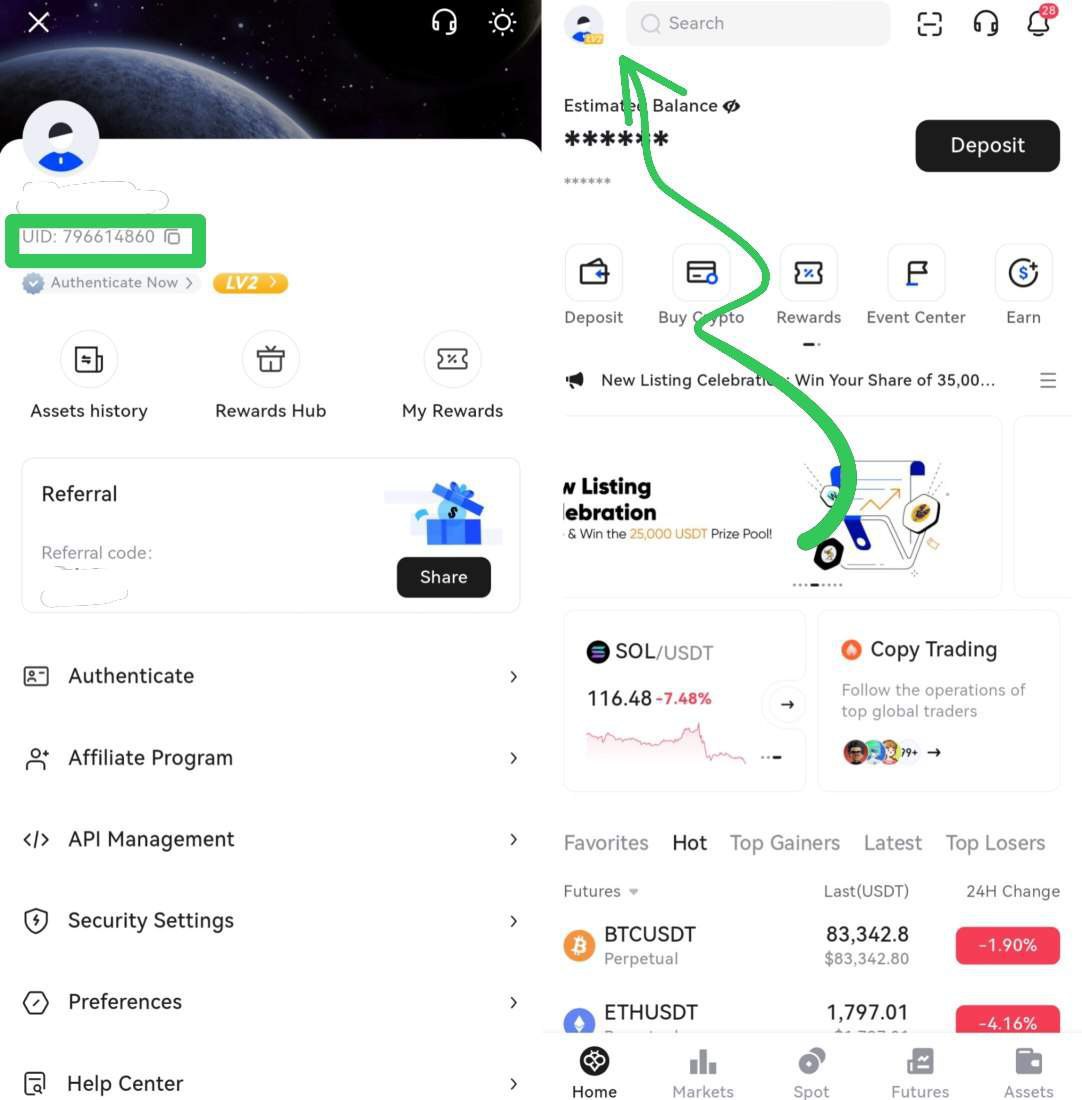 UID: 796614860
Authenticate Now
LV2
Assets history
Rewards Hub
My Rewards
Referral
Referral code:
Share
Authenticate
Affiliate Program
API Management
Security Settings
Preferences
Help Center
LV2
Search
28
Estimated Balance
******
******
Deposit
Deposit
Buy Crypto
Rewards
Event Center
Earn
New Listing Celebration: Win Your Share of 35,00...
w Listing
lebration
& Win the 25,000 USDT Prize Pool!
SOL/USDT
116.48 -7.48%
Copy Trading
Follow the operations of
top global traders
99+
Favorites
Hot
Top Gainers
Latest
Top Losers
Futures
Last(USDT)
24H Change
BTCUSDT
83,342.8
-1.90%
Perpetual
$83,342.80
ETHUSDT
1,797.01
-4.16%
Home
Markets
Spot
Futures
Assets